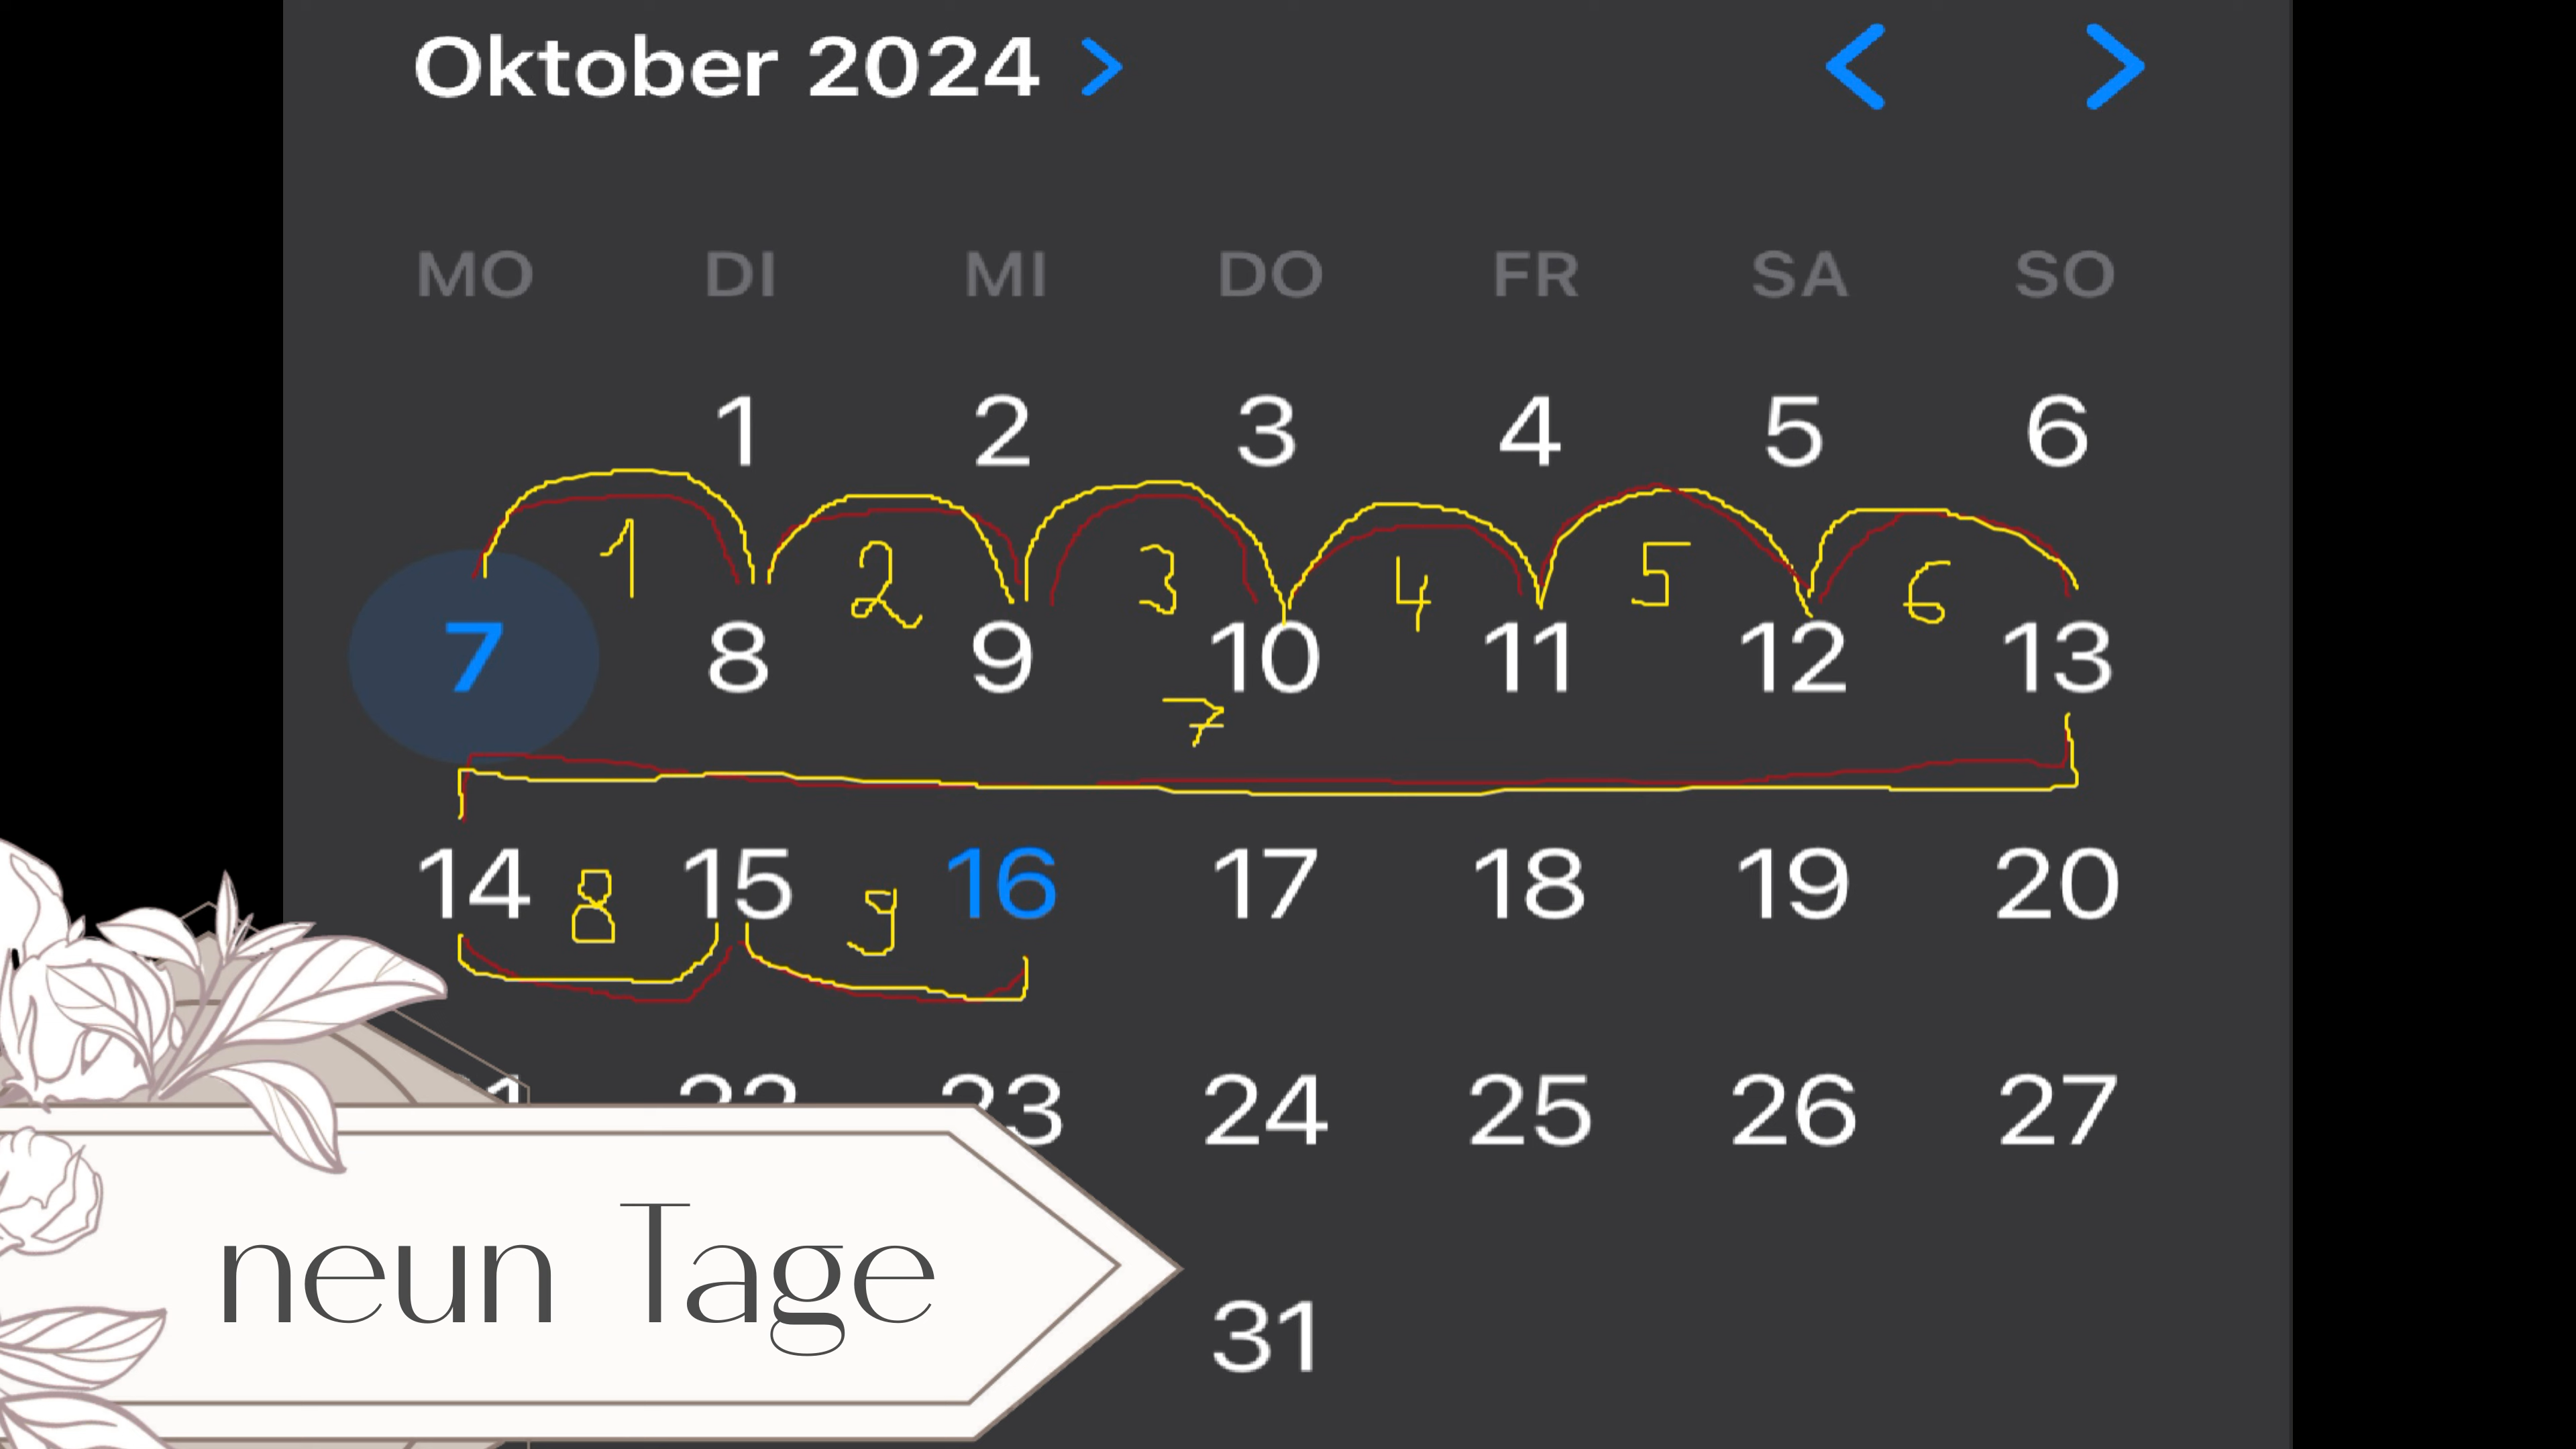 Oktober 2024 >
< >
MO DI MI DO FR SA SO
1 2 3 4 5 6
1 2 3 4 5 6
7 8 9 10 11 12 13
7
14 15 16 17 18 19 20
8 9
22 23 24 25 26 27
31
neun Tage